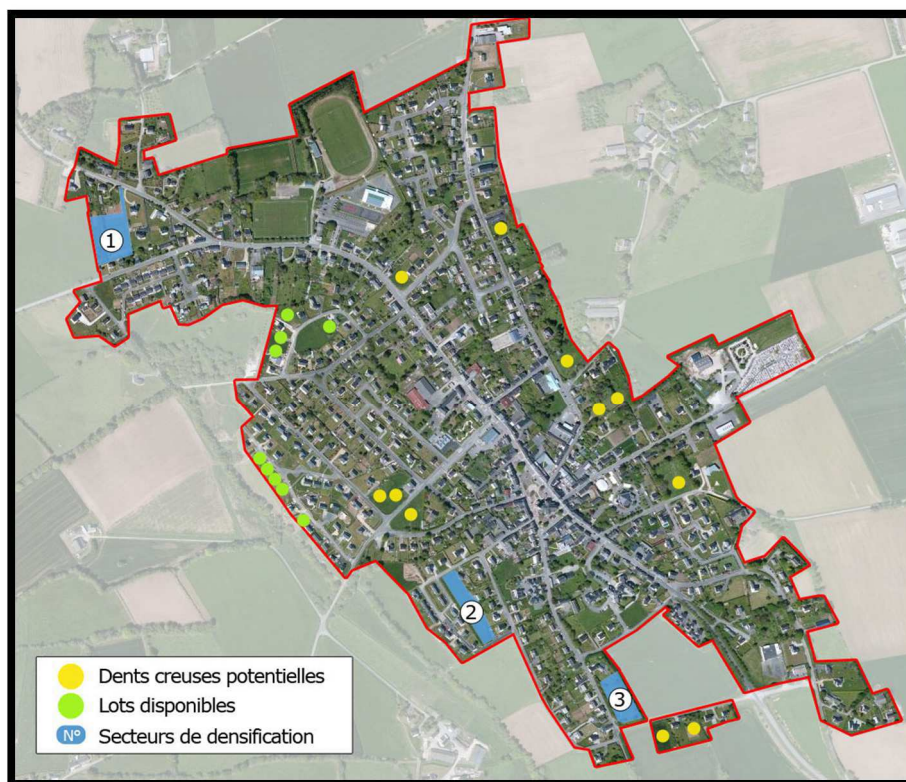 1
2
3
Dents creuses potentielles
Lots disponibles
N° Secteurs de densification